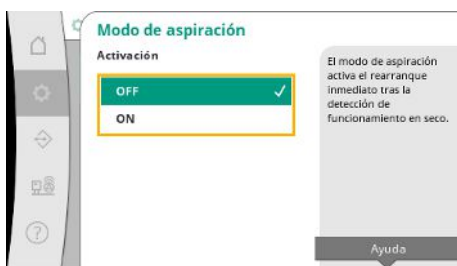 Modo de aspiración
Activación
OFF
ON
El modo de aspiración
activa el rearranque
inmediato tras la
detección de
funcionamiento en seco.
Ayuda
?